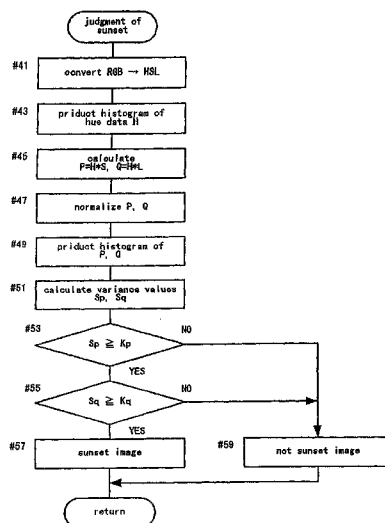 judgment of
sunset
#41
convert RGB → HSL
#43
priduct histogram of
hue data H
#45
calculate
P=H*S, Q=H*L
#47
normalize P, Q
#49
priduct histogram of
P, Q
#51
calculate variance values
Sp, Sq
#53
Sp ≧ Kp
NO
YES
#55
Sq ≧ Kq
NO
YES
#57
sunset image
#59
not sunset image
return